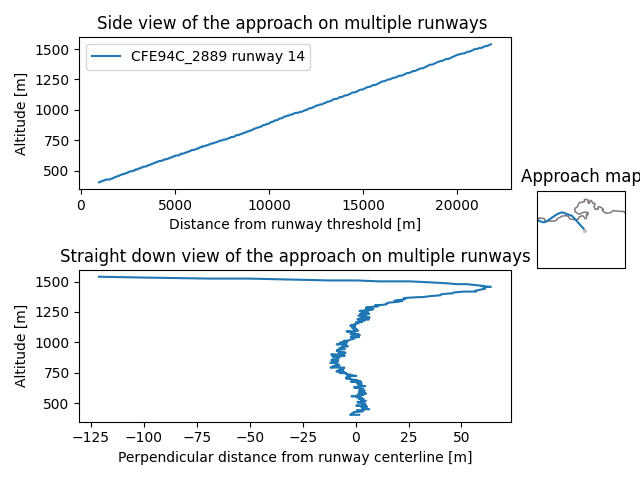 Side view of the approach on multiple runways
1500
1250
1000
750
500
Altitude [m]
CFE94C_2889 runway 14
0
5000
10000
15000
20000
Distance from runway threshold [m]
Approach map
Straight down view of the approach on multiple runways
1500
1250
1000
750
500
Altitude [m]
−125
−100
−75
−50
−25
0
25
50
Perpendicular distance from runway centerline [m]